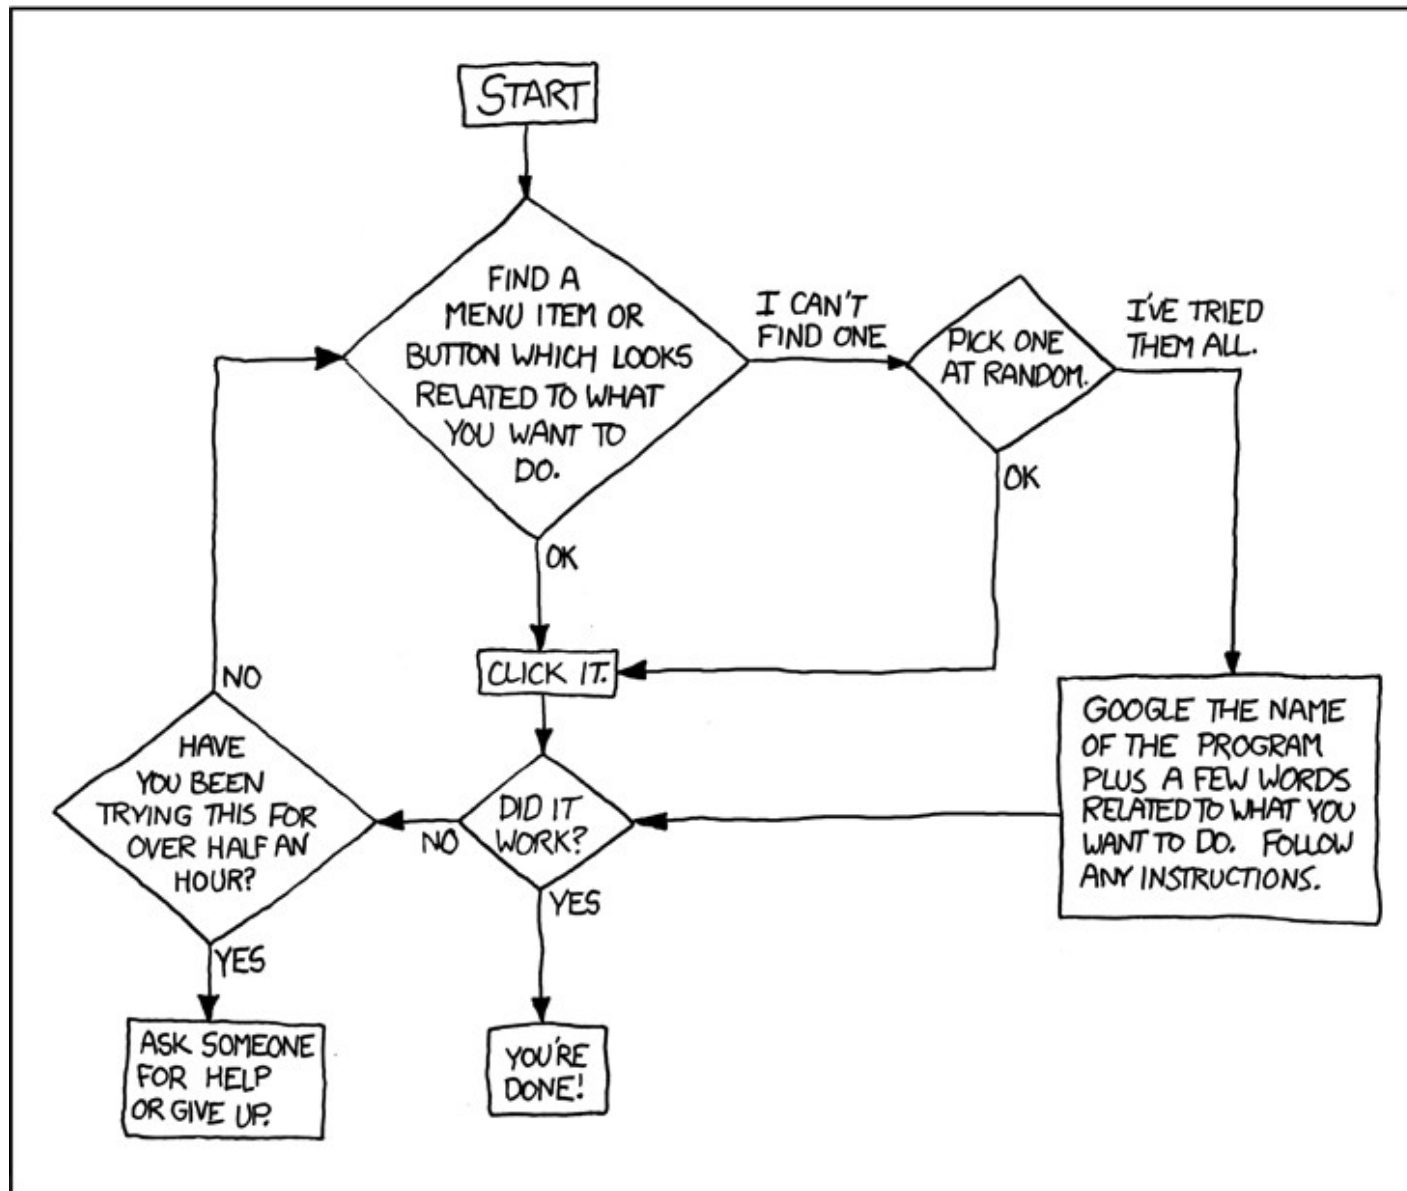 START
FIND A
MENU ITEM OR
BUTTON WHICH LOOKS
RELATED TO WHAT
YOU WANT TO
DO.
I CAN'T
FIND ONE
PICK ONE
AT RANDOM.
I'VE TRIED
THEM ALL.
OK
OK
CLICK IT.
NO
HAVE
YOU BEEN
TRYING THIS FOR
OVER HALF AN
HOUR?
NO
DID IT
WORK?
GOOGLE THE NAME
OF THE PROGRAM
PLUS A FEW WORDS
RELATED TO WHAT YOU
WANT TO DO. FOLLOW
ANY INSTRUCTIONS.
YES
YES
ASK SOMEONE
FOR HELP
OR GIVE UP.
YOU'RE
DONE!